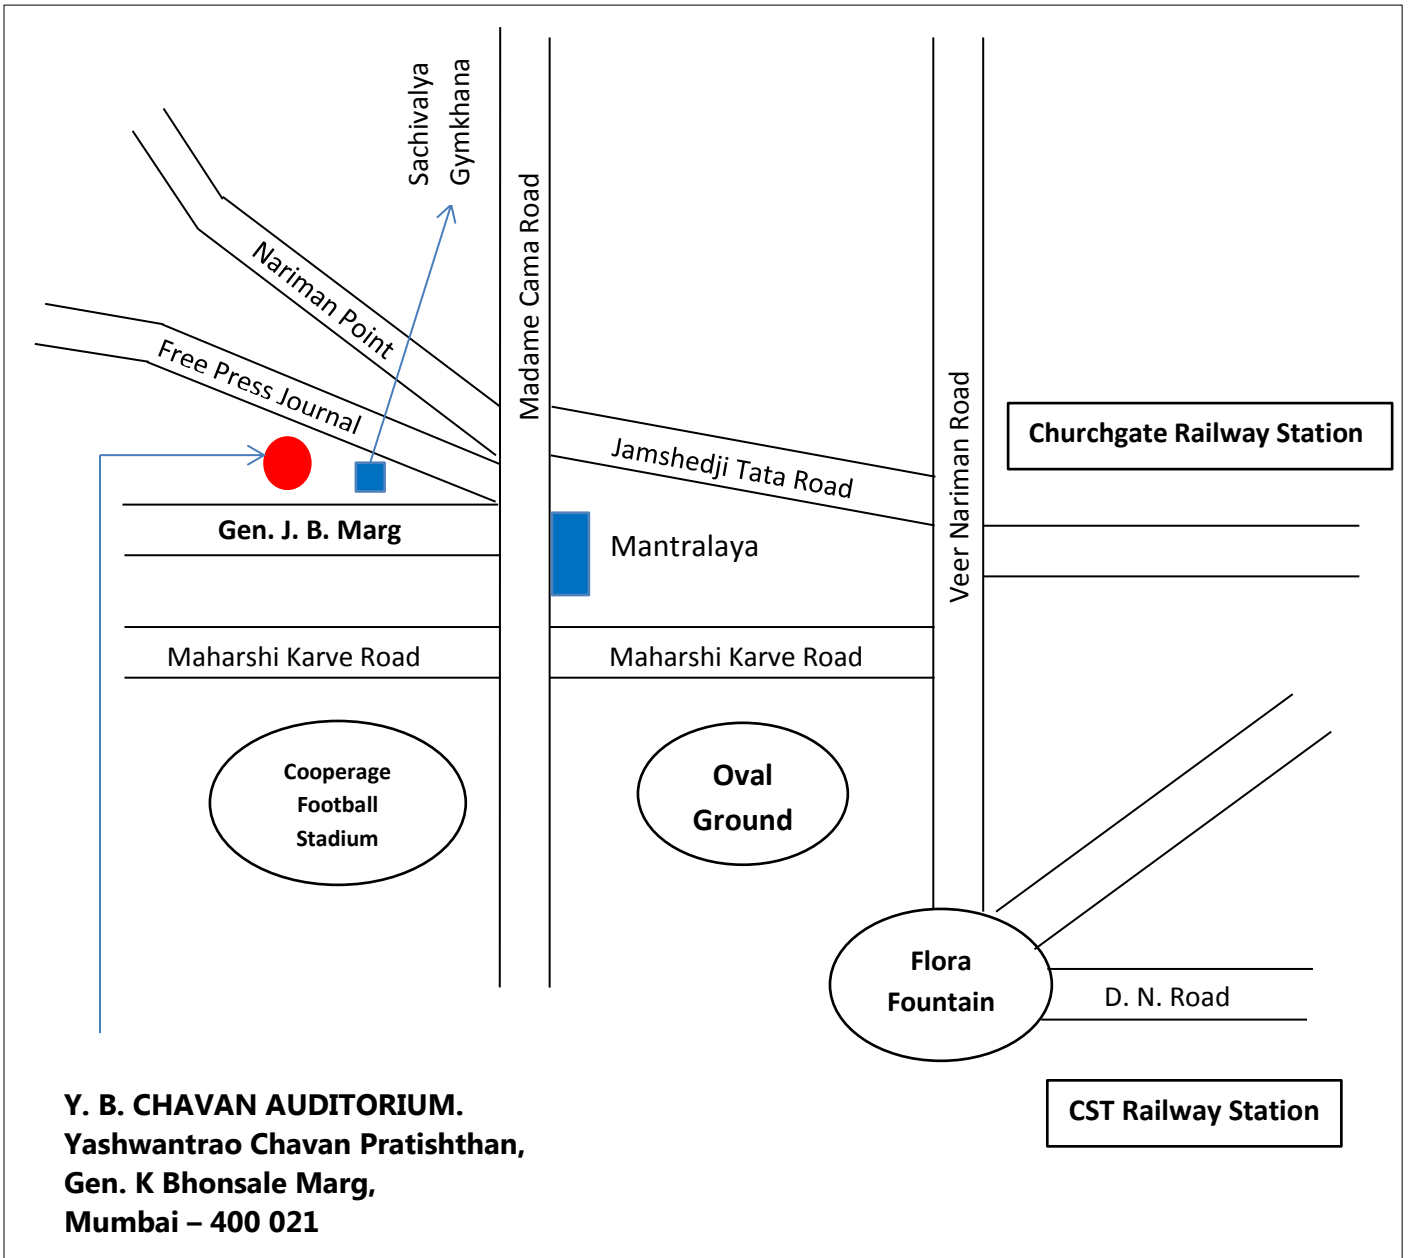 Sachivalya
Gymkhana
Madame Cama Road
Nariman Point
Free Press Journal
Veer Nariman Road
Churchgate Railway Station
Jamshedji Tata Road
Gen. J. B. Marg
Mantralaya
Maharshi Karve Road
Maharshi Karve Road
Cooperage
Football
Stadium
Oval
Ground
Flora
Fountain
D. N. Road
CST Railway Station
Y. B. CHAVAN AUDITORIUM.
Yashwantrao Chavan Pratishthan,
Gen. K Bhonsale Marg,
Mumbai – 400 021